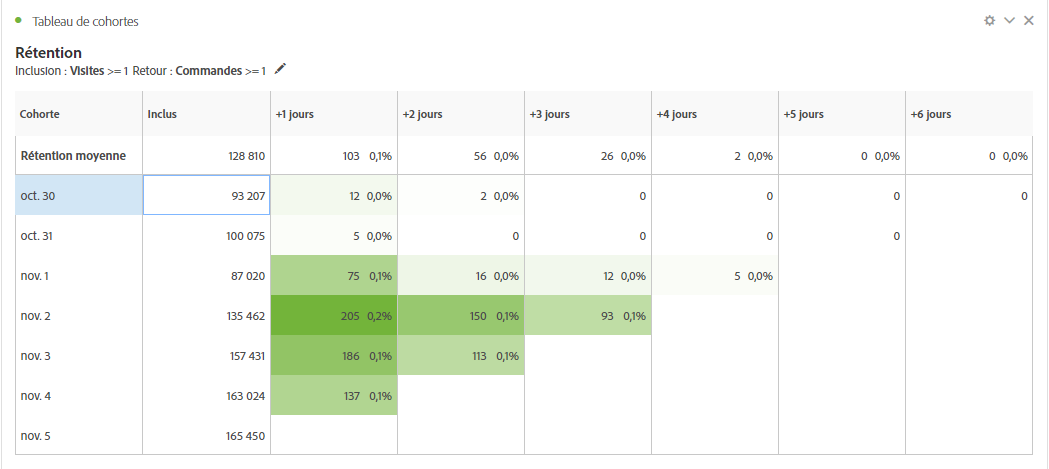 Tableau de cohortes
Rétention
Inclusion : Visites >=1 Retour : Commandes >=1
Cohorte Inclus +1 jours +2 jours +3 jours +4 jours +5 jours +6 jours
Rétention moyenne 128 810 103 0,1% 56 0,0% 26 0,0% 2 0,0% 0 0,0% 0 0,0%
oct. 30 93 207 12 0,0% 2 0,0% 0 0 0 0
oct. 31 100 075 5 0,0% 0 0 0 0
nov. 1 87 020 75 0,1% 16 0,0% 12 0,0% 5 0,0%
nov. 2 135 462 205 0,2% 150 0,1% 93 0,1%
nov. 3 157 431 186 0,1% 113 0,1%
nov. 4 163 024 137 0,1%
nov. 5 165 450